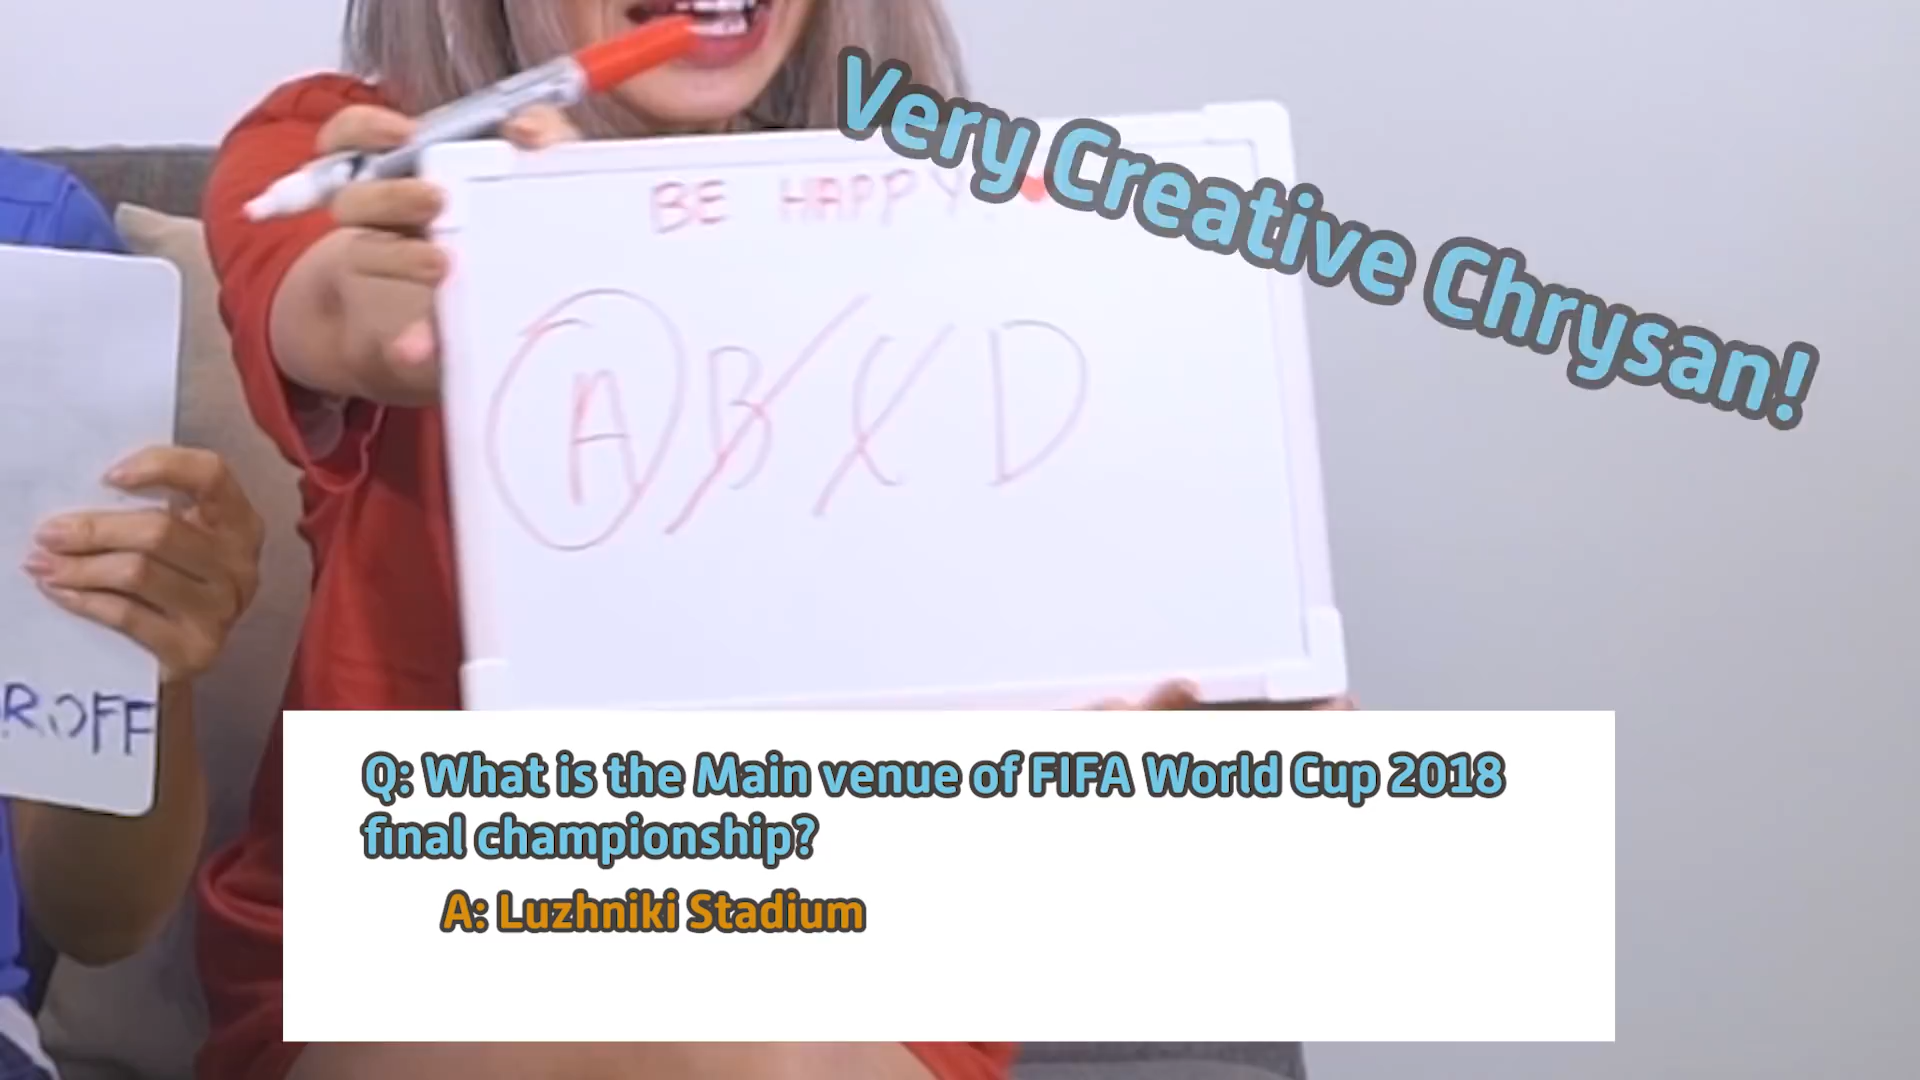 Very Creative Chrysan!
BE HAPPY! ♥
A B C D
ROFF
Q: What is the Main venue of FIFA World Cup 2018
final championship?
A: Luzhniki Stadium